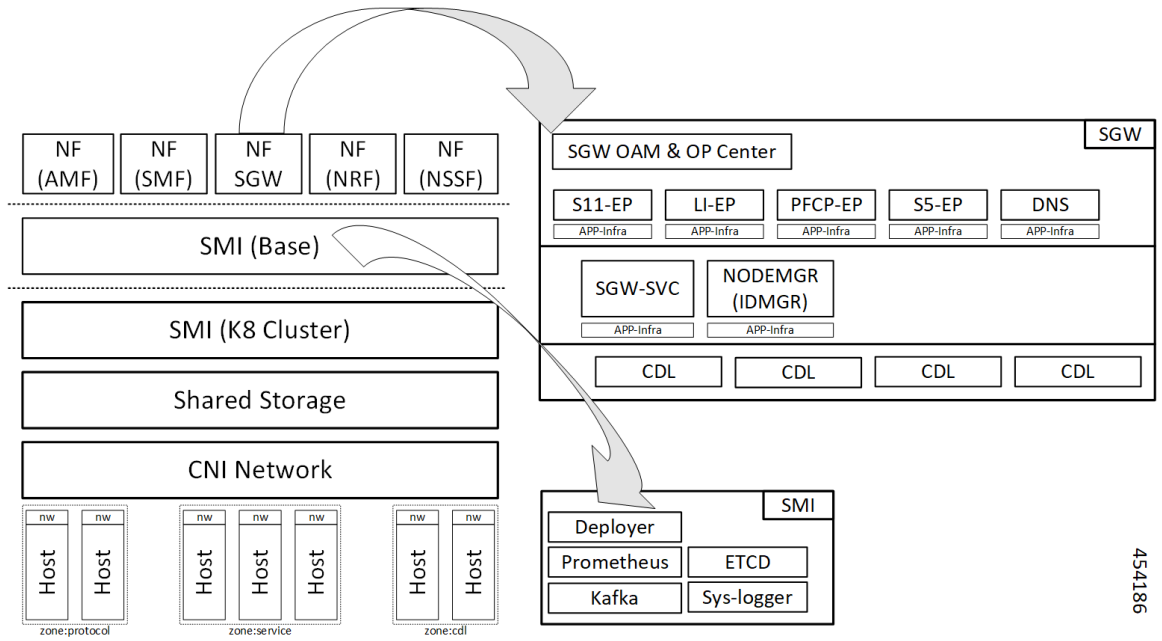 NF
(AMF)
NF
(SMF)
NF
SGW
NF
(NRF)
NF
(NSSF)
SMI (Base)
SMI (K8 Cluster)
Shared Storage
CNI Network
nw
Host
nw
Host
zone:protocol
nw
Host
nw
Host
nw
Host
zone:service
nw
Host
nw
Host
zone:cdl
SGW
SGW OAM & OP Center
S11-EP
APP-Infra
LI-EP
APP-Infra
PFCP-EP
APP-Infra
S5-EP
APP-Infra
DNS
APP-Infra
SGW-SVC
APP-Infra
NODEMGR
(IDMGR)
APP-Infra
CDL
CDL
CDL
CDL
SMI
Deployer
Prometheus
ETCD
Kafka
Sys-logger
454186